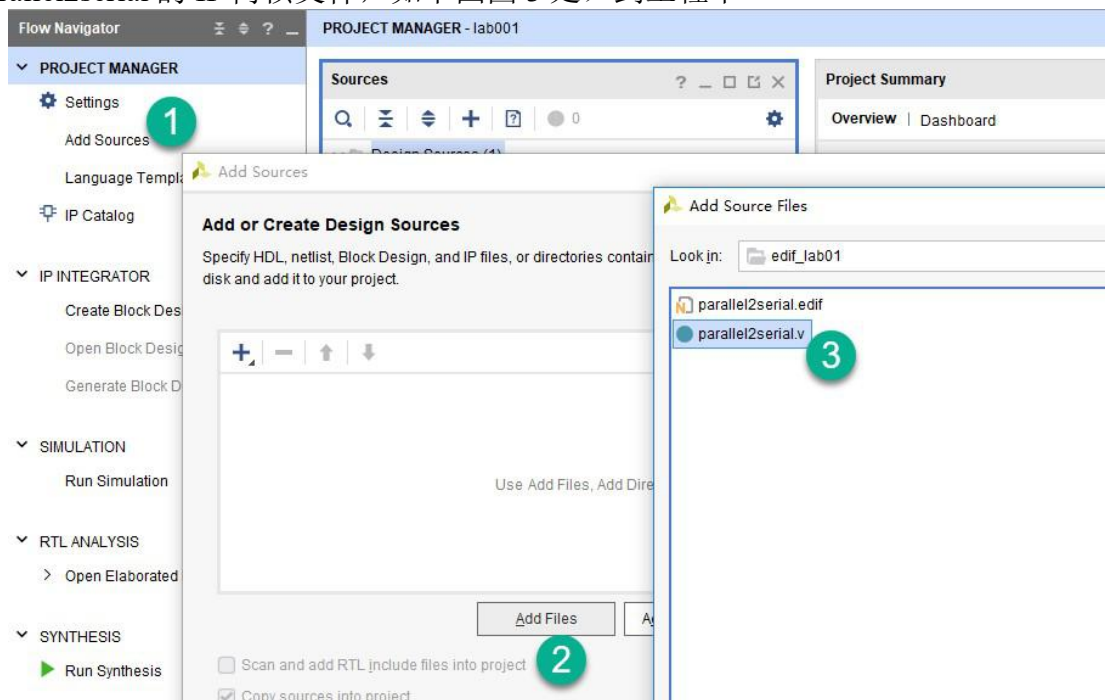 Flow Navigator
PROJECT MANAGER - lab001
PROJECT MANAGER
Settings
Add Sources
Language Templa
IP Catalog
IP INTEGRATOR
Create Block Des
Open Block Desig
Generate Block D
SIMULATION
Run Simulation
RTL ANALYSIS
Open Elaborated
SYNTHESIS
Run Synthesis
1
Sources
0
Project Summary
Overview | Dashboard
Add Sources
Add or Create Design Sources
Specify HDL, netlist, Block Design, and IP files, or directories contain
disk and add it to your project.
Use Add Files, Add Dire
Add Files
2
Scan and add RTL include files into project
Copy sources into project
Add Source Files
Look in: edif_lab01
parallel2serial.edif
parallel2serial.v
3